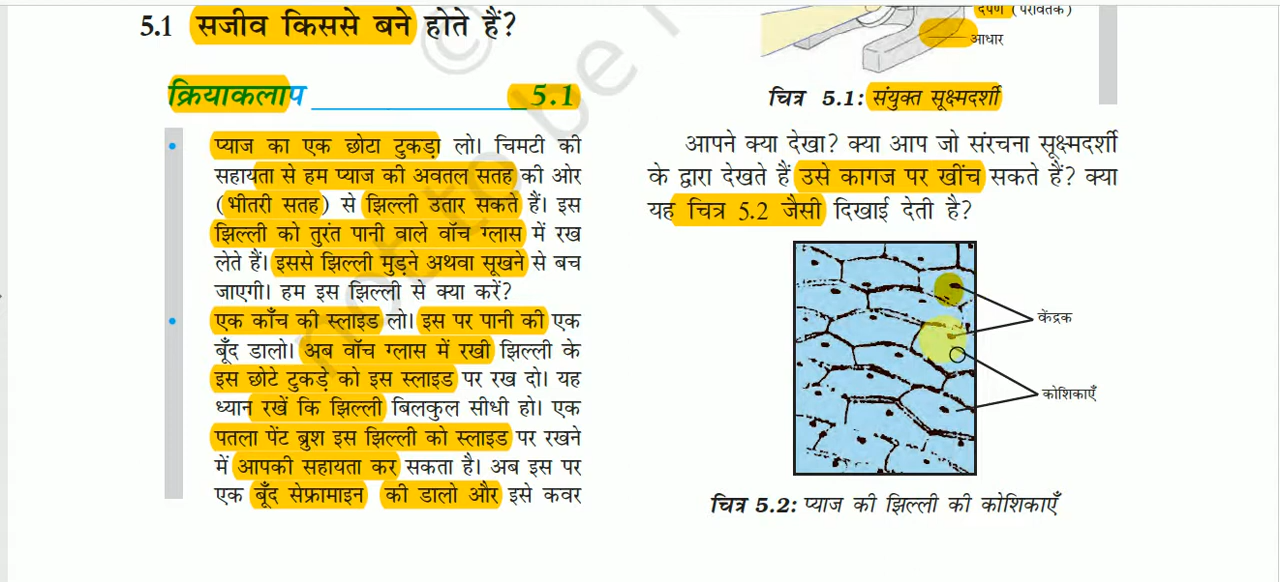 5.1 सजीव किससे बने होते हैं?
क्रियाकलाप 5.1
• प्याज का एक छोटा टुकड़ा लो। चिमटी की
सहायता से हम प्याज की अवतल सतह की ओर
(भीतरी सतह) से झिल्ली उतार सकते हैं। इस
झिल्ली को तुरंत पानी वाले वॉच ग्लास में रख
लेते हैं। इससे झिल्ली मुड़ने अथवा सूखने से बच
जाएगी। हम इस झिल्ली से क्या करें?
• एक काँच की स्लाइड लो। इस पर पानी की एक
बूँद डालो। अब वॉच ग्लास में रखी झिल्ली के
इस छोटे टुकड़े को इस स्लाइड पर रख दो। यह
ध्यान रखें कि झिल्ली बिलकुल सीधी हो। एक
पतला पेंट ब्रुश इस झिल्ली को स्लाइड पर रखने
में आपकी सहायता कर सकता है। अब इस पर
एक बूँद सेफ्रामाइन की डालो और इसे कवर
दर्पण (परावर्तक)
आधार
चित्र 5.1: संयुक्त सूक्ष्मदर्शी
आपने क्या देखा? क्या आप जो संरचना सूक्ष्मदर्शी
के द्वारा देखते हैं उसे कागज पर खींच सकते हैं? क्या
यह चित्र 5.2 जैसी दिखाई देती है?
केंद्रक
कोशिकाएँ
चित्र 5.2: प्याज की झिल्ली की कोशिकाएँ
© not to be